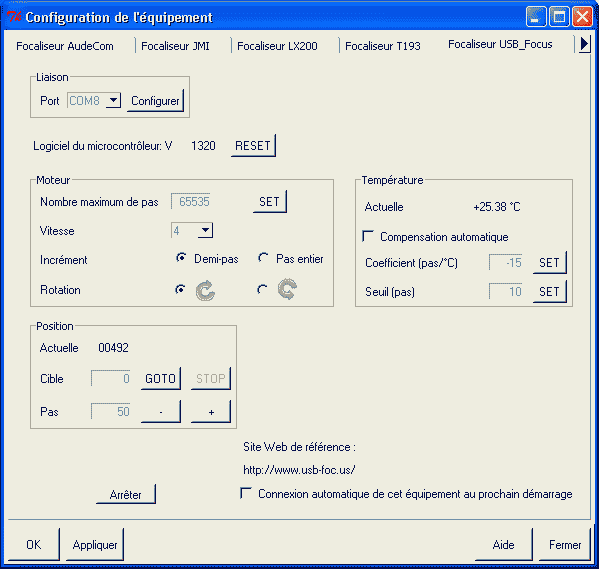 Configuration de l'équipement
Focaliseur AudeCom Focaliseur JMI Focaliseur LX200 Focaliseur T193 Focaliseur USB_Focus
Liaison
Port COM8 Configurer
Logiciel du microcontrôleur: V 1320 RESET
Moteur
Nombre maximum de pas 65535 SET
Vitesse 4
Incrément Demi-pas Pas entier
Rotation
Température
Actuelle +25.38 °C
Compensation automatique
Coefficient (pas/°C) -15 SET
Seuil (pas) 10 SET
Position
Actuelle 00492
Cible 0 GOTO STOP
Pas 50 - +
Site Web de référence :
http://www.usb-foc.us/
Arrêter Connexion automatique de cet équipement au prochain démarrage
OK Appliquer Aide Fermer